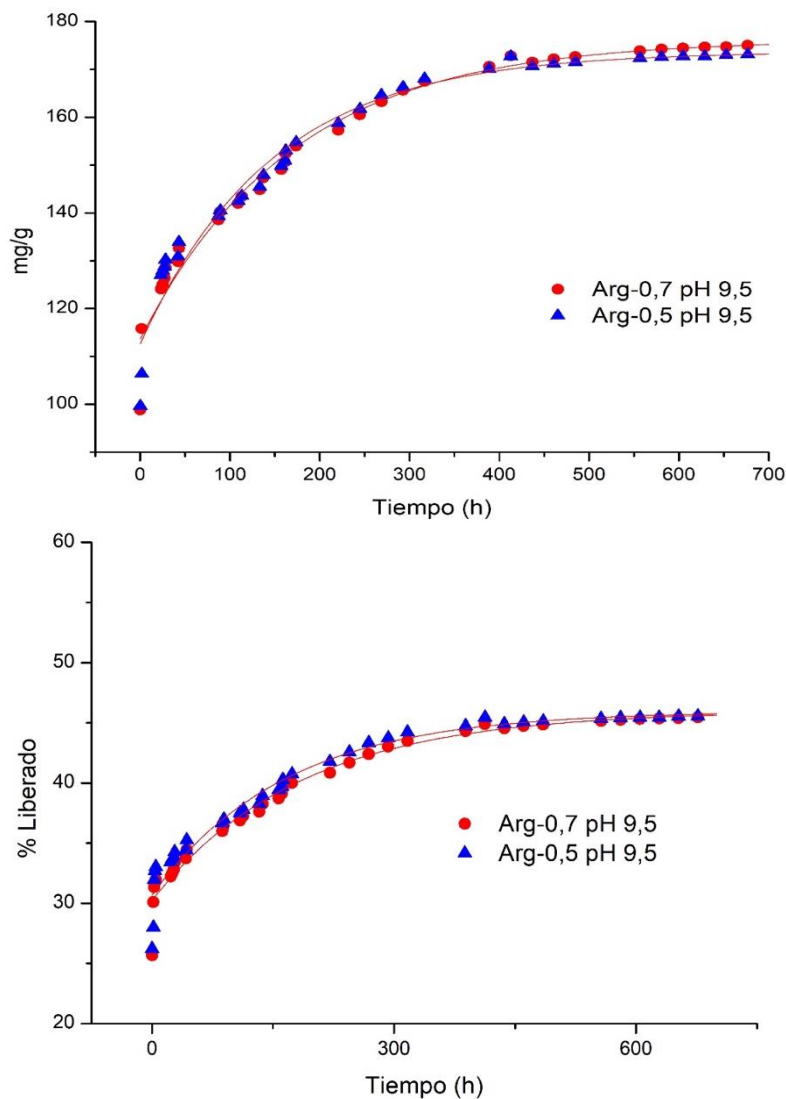 180
160
140
120
100
mg/g
Arg-0,7 pH 9,5
Arg-0,5 pH 9,5
0 100 200 300 400 500 600 700
Tiempo (h)
60
50
40
30
20
% Liberado
Arg-0,7 pH 9,5
Arg-0,5 pH 9,5
0 300 600
Tiempo (h)